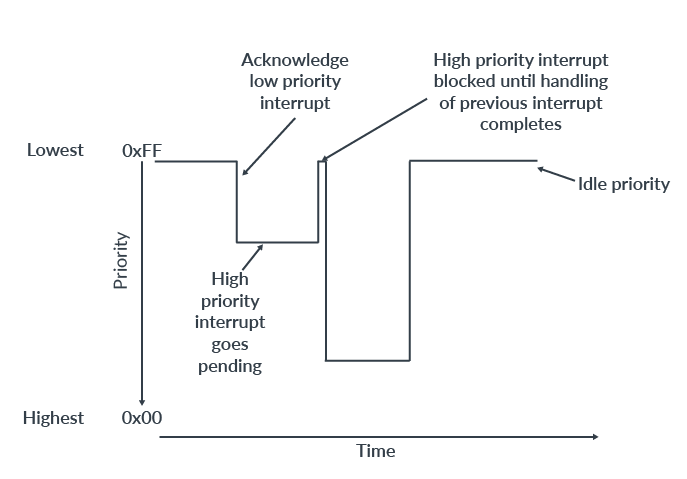 Acknowledge
low priority
interrupt
High priority interrupt
blocked until handling
of previous interrupt
completes
Lowest
0xFF
Idle priority
Priority
High
priority
interrupt
goes
pending
Highest
0x00
Time